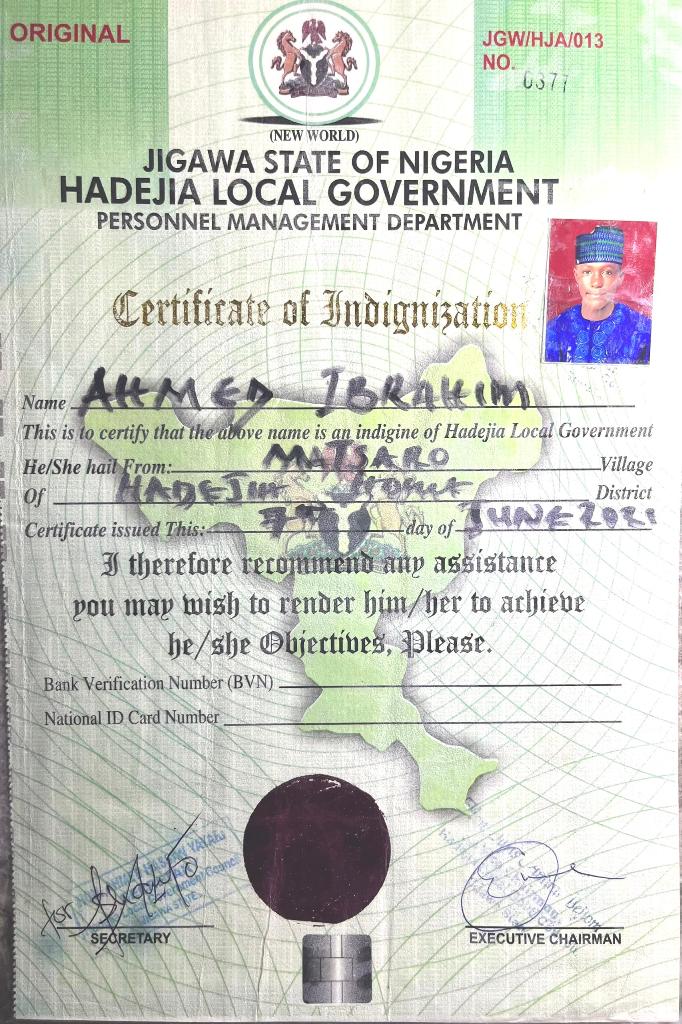 ORIGINAL
JGW/HJA/013
NO. 0377
(NEW WORLD)
JIGAWA STATE OF NIGERIA
HADEJIA LOCAL GOVERNMENT
PERSONNEL MANAGEMENT DEPARTMENT
Certificate of Indignization
Name AHMED IBRAHIM
This is to certify that the above name is an indigine of Hadejia Local Government
He/She hail From: MATSARO Village
Of HADEJIA District
Certificate issued This: 7TH day of JUNE 2021
I therefore recommend any assistance
you may wish to render him/her to achieve
he/she Objectives, Please.
Bank Verification Number (BVN)
National ID Card Number
for
SECRETARY
EXECUTIVE CHAIRMAN